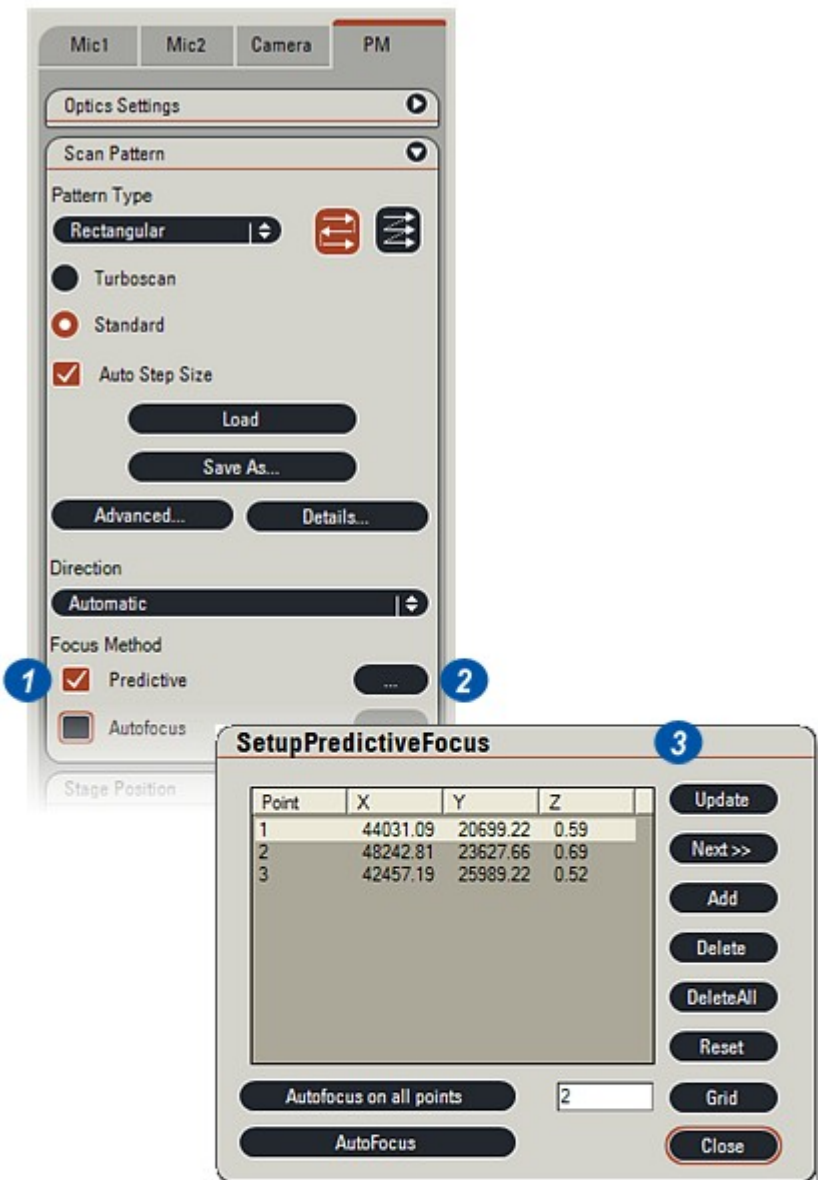 Mic1 Mic2 Camera PM
Optics Settings
Scan Pattern
Pattern Type
Rectangular
Turboscan
Standard
Auto Step Size
Load
Save As...
Advanced... Details...
Direction
Automatic
Focus Method
1 Predictive ... 2
Autofocus
Stage Position
SetupPredictiveFocus 3
Point X Y Z
1 44031.09 20699.22 0.59
2 48242.81 23627.66 0.69
3 42457.19 25989.22 0.52
Update
Next >>
Add
Delete
DeleteAll
Reset
Autofocus on all points 2 Grid
AutoFocus Close